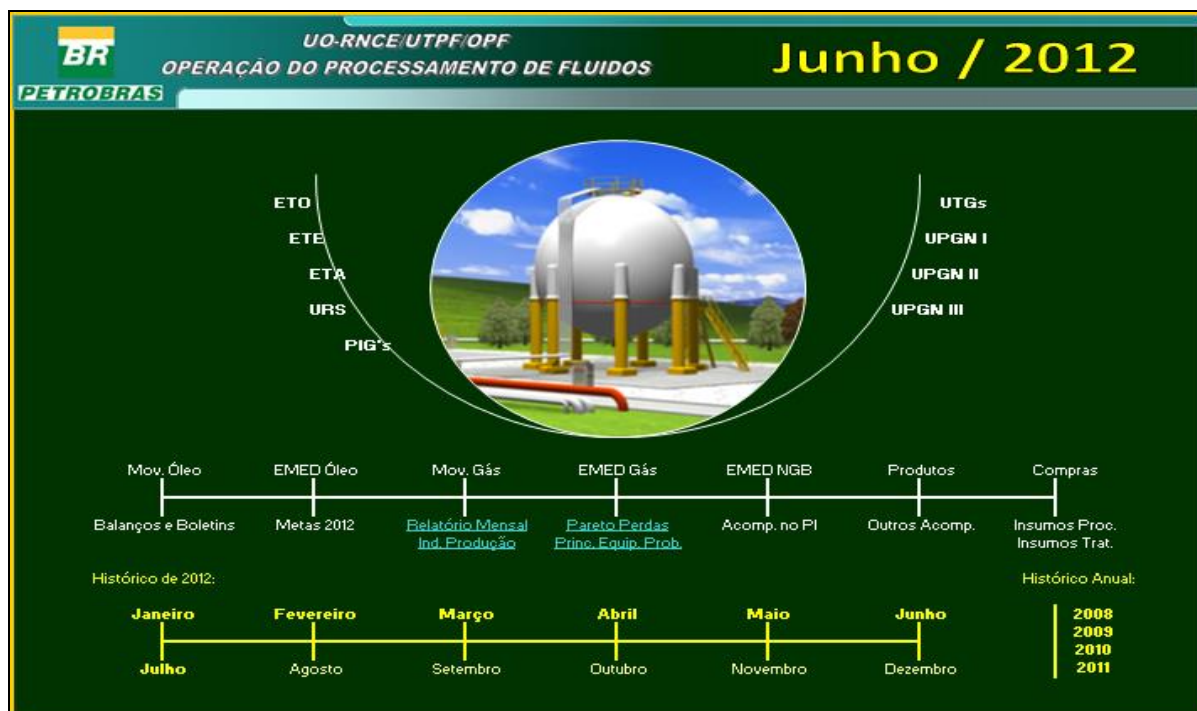 BR
PETROBRAS
UO-RNCE/UTPF/OPF
OPERAÇÃO DO PROCESSAMENTO DE FLUIDOS
Junho / 2012
ETO
ETE
ETA
URS
PIG's
UTGs
UPGN I
UPGN II
UPGN III
Mov. Óleo
EMED Óleo
Mov. Gás
EMED Gás
EMED NGB
Produtos
Compras
Balanços e Boletins
Metas 2012
Relatório Mensal
Ind. Produção
Pareto Perdas
Princ. Equip. Prob.
Acomp. no PI
Outros Acomp.
Insumos Proc.
Insumos Trat.
Histórico de 2012:
Histórico Anual:
Janeiro
Fevereiro
Março
Abril
Maio
Junho
Julho
Agosto
Setembro
Outubro
Novembro
Dezembro
2008
2009
2010
2011